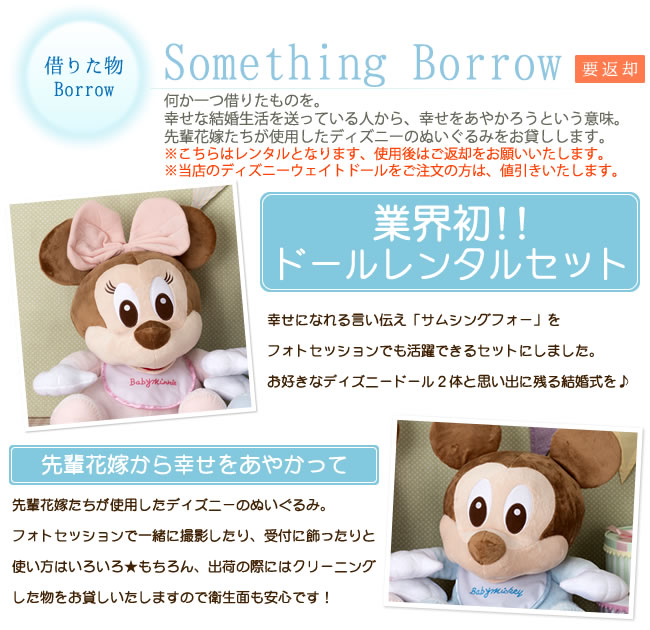 借りた物
Borrow
Something Borrow 要返却
何か一つ借りたものを。
幸せな結婚生活を送っている人から、幸せをあやかろうという意味。
先輩花嫁たちが使用したディズニーのぬいぐるみをお貸しします。
※こちらはレンタルとなります、使用後はご返却をお願いいたします。
※当店のディズニーウェイトドールをご注文の方は、値引きいたします。
業界初!!
ドールレンタルセット
幸せになれる言い伝え「サムシングフォー」を
フォトセッションでも活躍できるセットにしました。
お好きなディズニードール２体と思い出に残る結婚式を♪
Baby Minnie
先輩花嫁から幸せをあやかって
先輩花嫁たちが使用したディズニーのぬいぐるみ。
フォトセッションで一緒に撮影したり、受付に飾ったりと
使い方はいろいろ★もちろん、出荷の際にはクリーニング
した物をお貸しいたしますので衛生面も安心です！
Baby Mickey